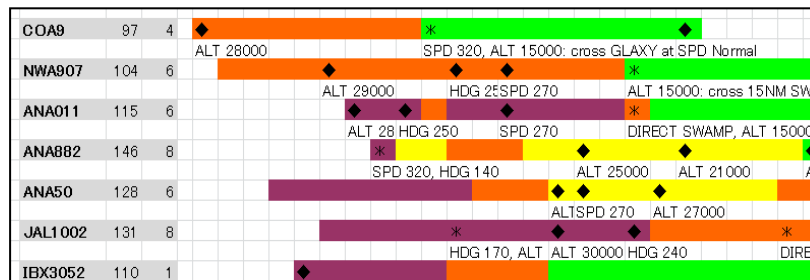 COA9 97 4
ALT 28000 SPD 320, ALT 15000: cross GLAXY at SPD Normal
NWA907 104 6
ALT 29000 HDG 25 SPD 270 ALT 15000: cross 15NM SW
ANA011 115 6
ALT 28 HDG 250 SPD 270 DIRECT SWAMP, ALT 15000
ANA882 146 8
SPD 320, HDG 140 ALT 25000 ALT 21000
ANA50 128 6
ALT SPD 270 ALT 27000
JAL1002 131 8
HDG 170, ALT ALT 30000 HDG 240 DIRE
IBX3052 110 1